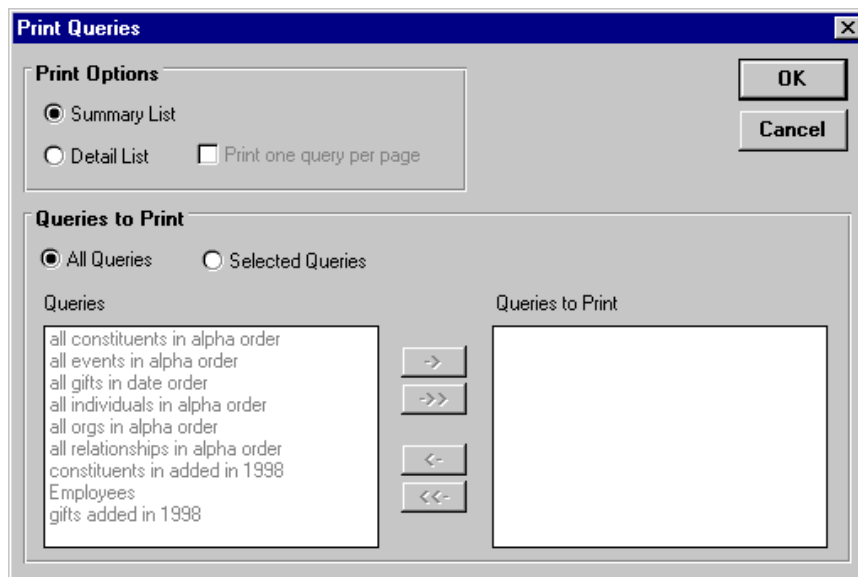 Print Queries
Print Options
Summary List
Detail List Print one query per page
OK
Cancel
Queries to Print
All Queries Selected Queries
Queries
all constituents in alpha order
all events in alpha order
all gifts in date order
all individuals in alpha order
all orgs in alpha order
all relationships in alpha order
constituents in added in 1998
Employees
gifts added in 1998
->
->>
<-
<<-
Queries to Print